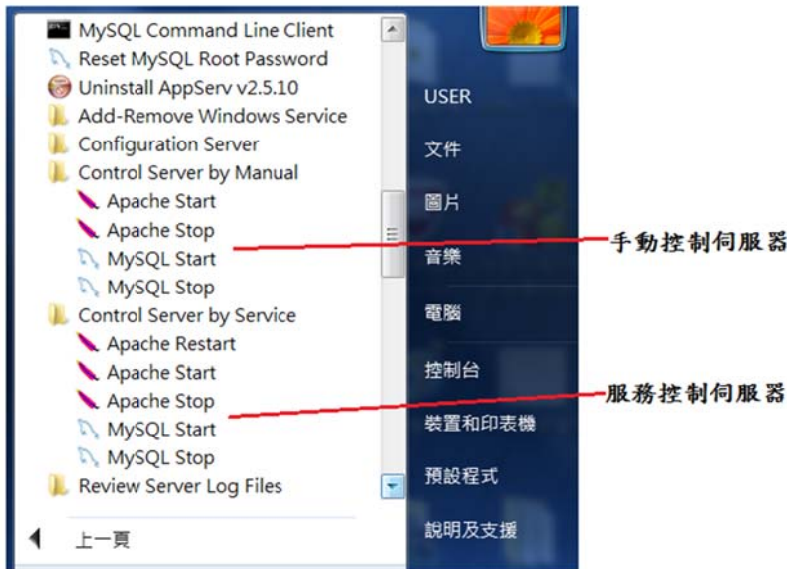 MySQL Command Line Client
Reset MySQL Root Password
Uninstall AppServ v2.5.10
Add-Remove Windows Service
Configuration Server
Control Server by Manual
Apache Start
Apache Stop
MySQL Start
MySQL Stop
Control Server by Service
Apache Restart
Apache Start
Apache Stop
MySQL Start
MySQL Stop
Review Server Log Files
上一頁
USER
文件
圖片
音樂
電腦
控制台
裝置和印表機
預設程式
說明及支援
手動控制伺服器
服務控制伺服器